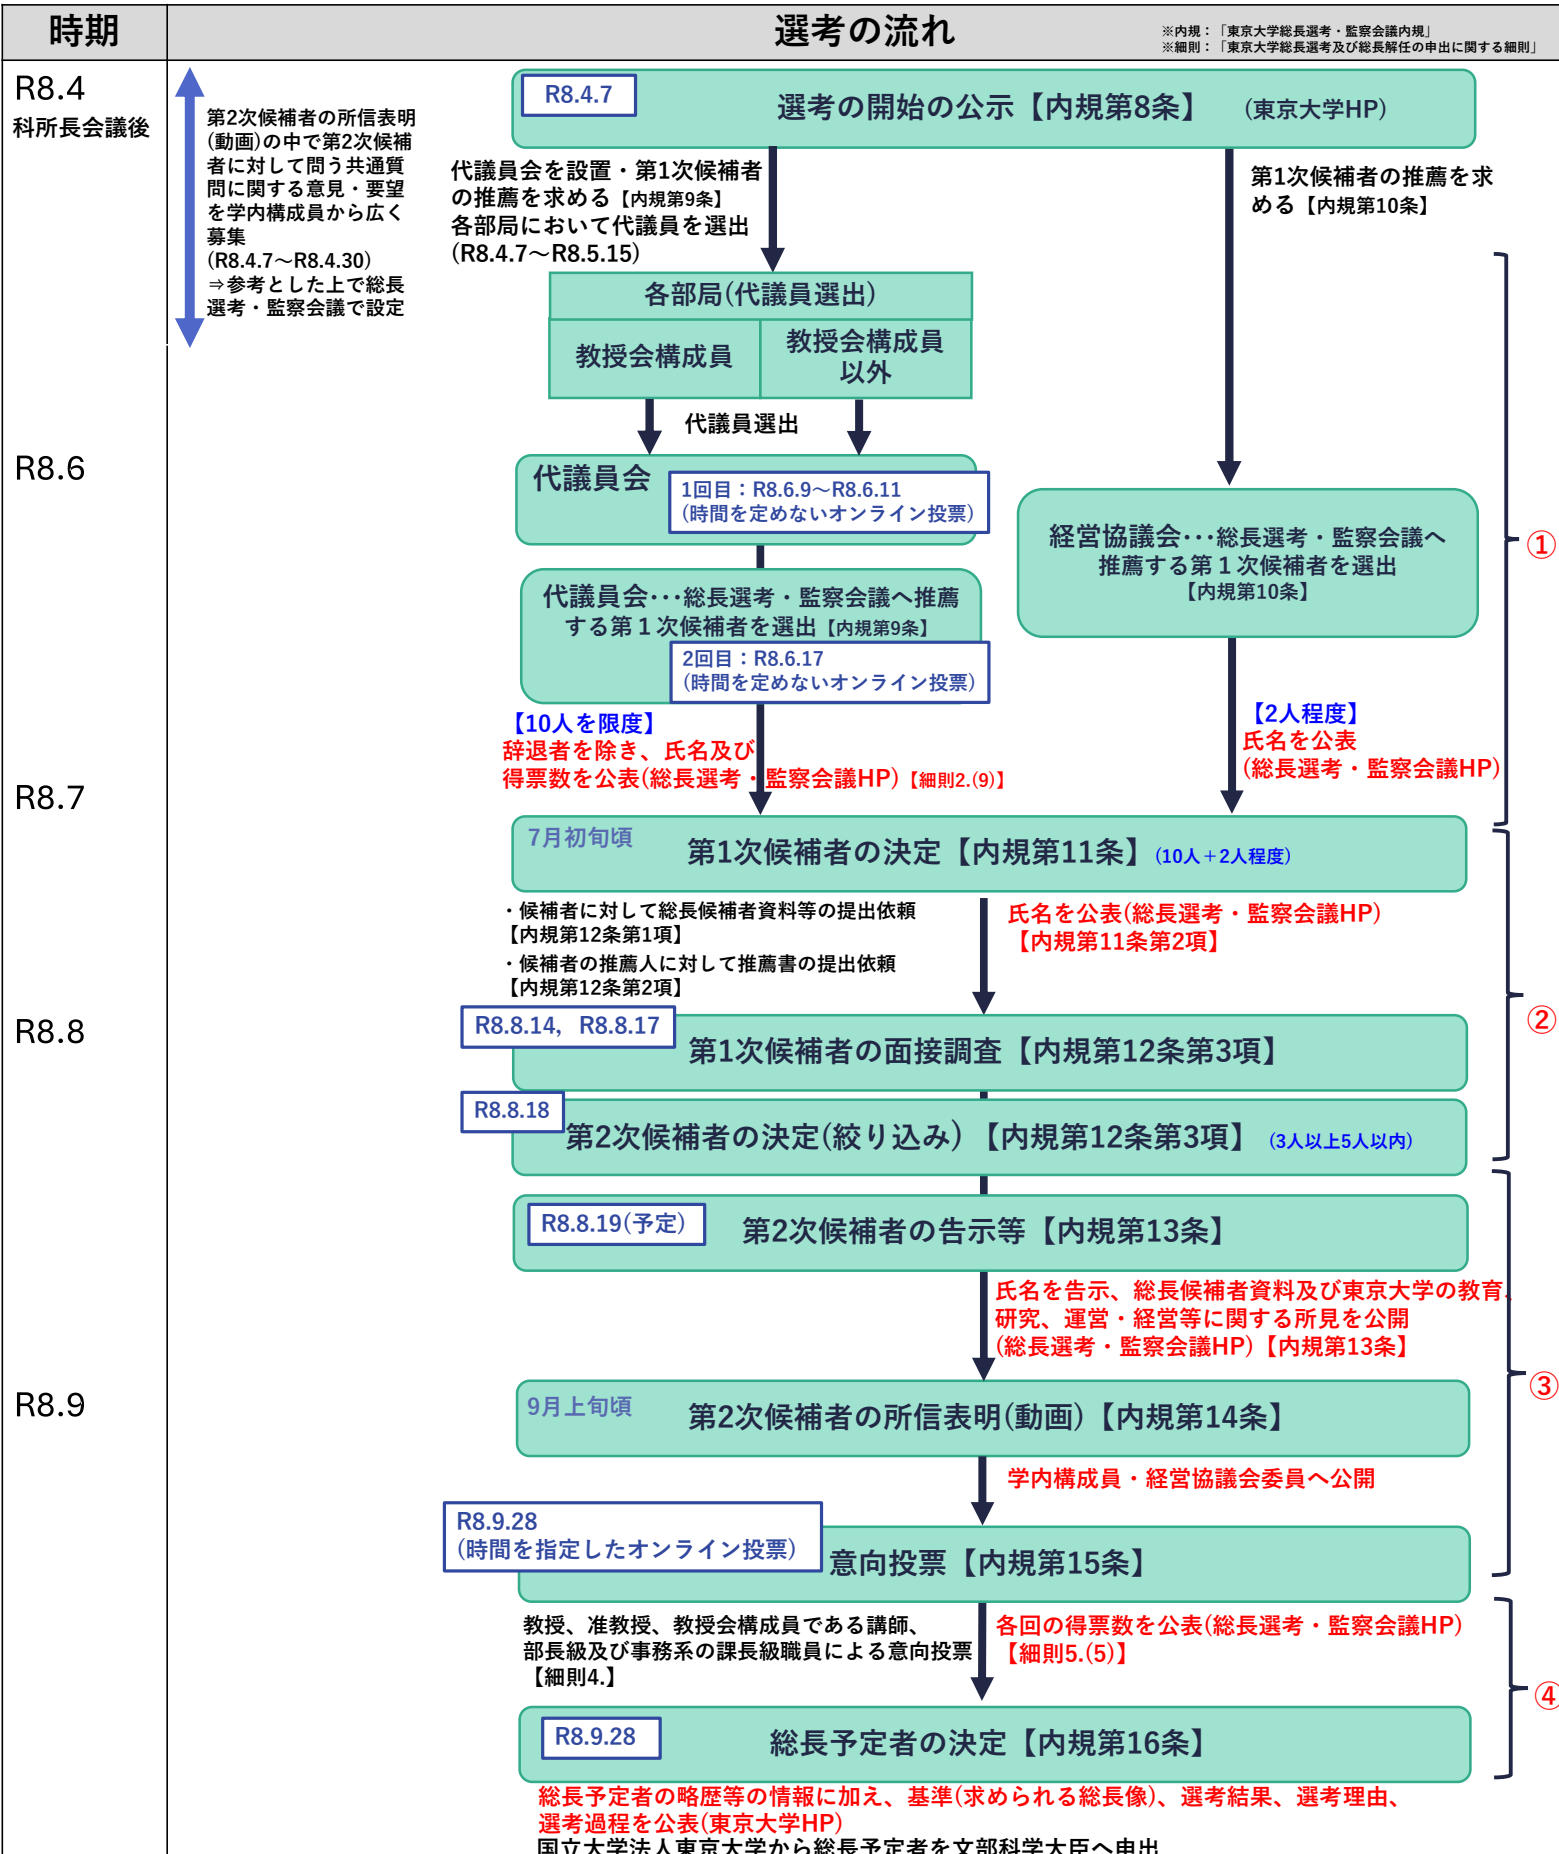 時期
選考の流れ
※内規：「東京大学総長選考・監察会議内規」
※細則：「東京大学総長選考及び総長解任の申出に関する細則」
R8.4
科所長会議後
第2次候補者の所信表明
(動画)の中で第2次候補
者に対して問う共通質
問に関する意見・要望
を学内構成員から広く
募集
(R8.4.7～R8.4.30)
⇒参考とした上で総長
選考・監察会議で設定
R8.4.7
選考の開始の公示【内規第8条】 (東京大学HP)
代議員会を設置・第1次候補者
の推薦を求める【内規第9条】
各部局において代議員を選出
(R8.4.7～R8.5.15)
第1次候補者の推薦を求
める【内規第10条】
各部局(代議員選出)
教授会構成員
教授会構成員
以外
代議員選出
R8.6
代議員会
1回目：R8.6.9～R8.6.11
(時間を定めないオンライン投票)
代議員会･･･総長選考・監察会議へ推薦
する第１次候補者を選出【内規第9条】
2回目：R8.6.17
(時間を定めないオンライン投票)
経営協議会･･･総長選考・監察会議へ
推薦する第１次候補者を選出
【内規第10条】
①
【10人を限度】
辞退者を除き、氏名及び
得票数を公表(総長選考・監察会議HP)【細則2.(9)】
【2人程度】
氏名を公表
(総長選考・監察会議HP)
R8.7
7月初旬頃
第1次候補者の決定【内規第11条】(10人＋2人程度)
・候補者に対して総長候補者資料等の提出依頼
【内規第12条第1項】
・候補者の推薦人に対して推薦書の提出依頼
【内規第12条第2項】
氏名を公表(総長選考・監察会議HP)
【内規第11条第2項】
②
R8.8
R8.8.14，R8.8.17
第1次候補者の面接調査【内規第12条第3項】
R8.8.18
第2次候補者の決定(絞り込み)【内規第12条第3項】(3人以上5人以内)
R8.8.19(予定)
第2次候補者の告示等【内規第13条】
氏名を告示、総長候補者資料及び東京大学の教育、
研究、運営・経営等に関する所見を公開
(総長選考・監察会議HP)【内規第13条】
③
R8.9
9月上旬頃
第2次候補者の所信表明(動画)【内規第14条】
学内構成員・経営協議会委員へ公開
R8.9.28
(時間を指定したオンライン投票)
意向投票【内規第15条】
教授、准教授、教授会構成員である講師、
部長級及び事務系の課長級職員による意向投票
【細則4.】
各回の得票数を公表(総長選考・監察会議HP)
【細則5.(5)】
④
R8.9.28
総長予定者の決定【内規第16条】
総長予定者の略歴等の情報に加え、基準(求められる総長像)、選考結果、選考理由、
選考過程を公表(東京大学HP)
国立大学法人東京大学から総長予定者を文部科学大臣へ申出